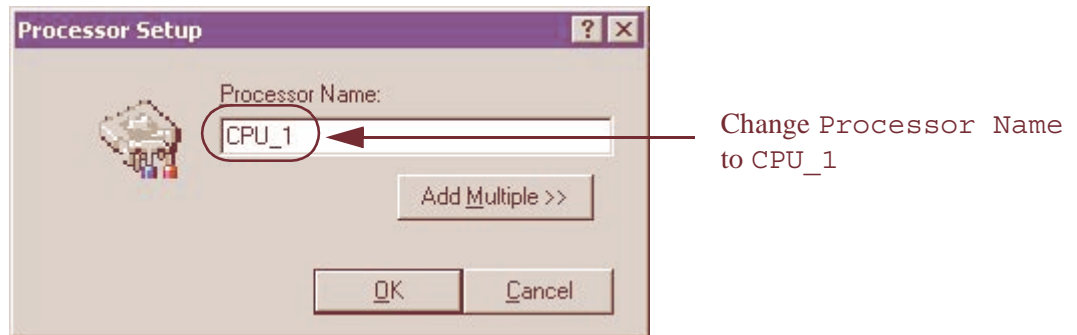 Processor Setup
Processor Name:
CPU_1
Add Multiple >>
OK
Cancel
Change Processor Name
to CPU_1